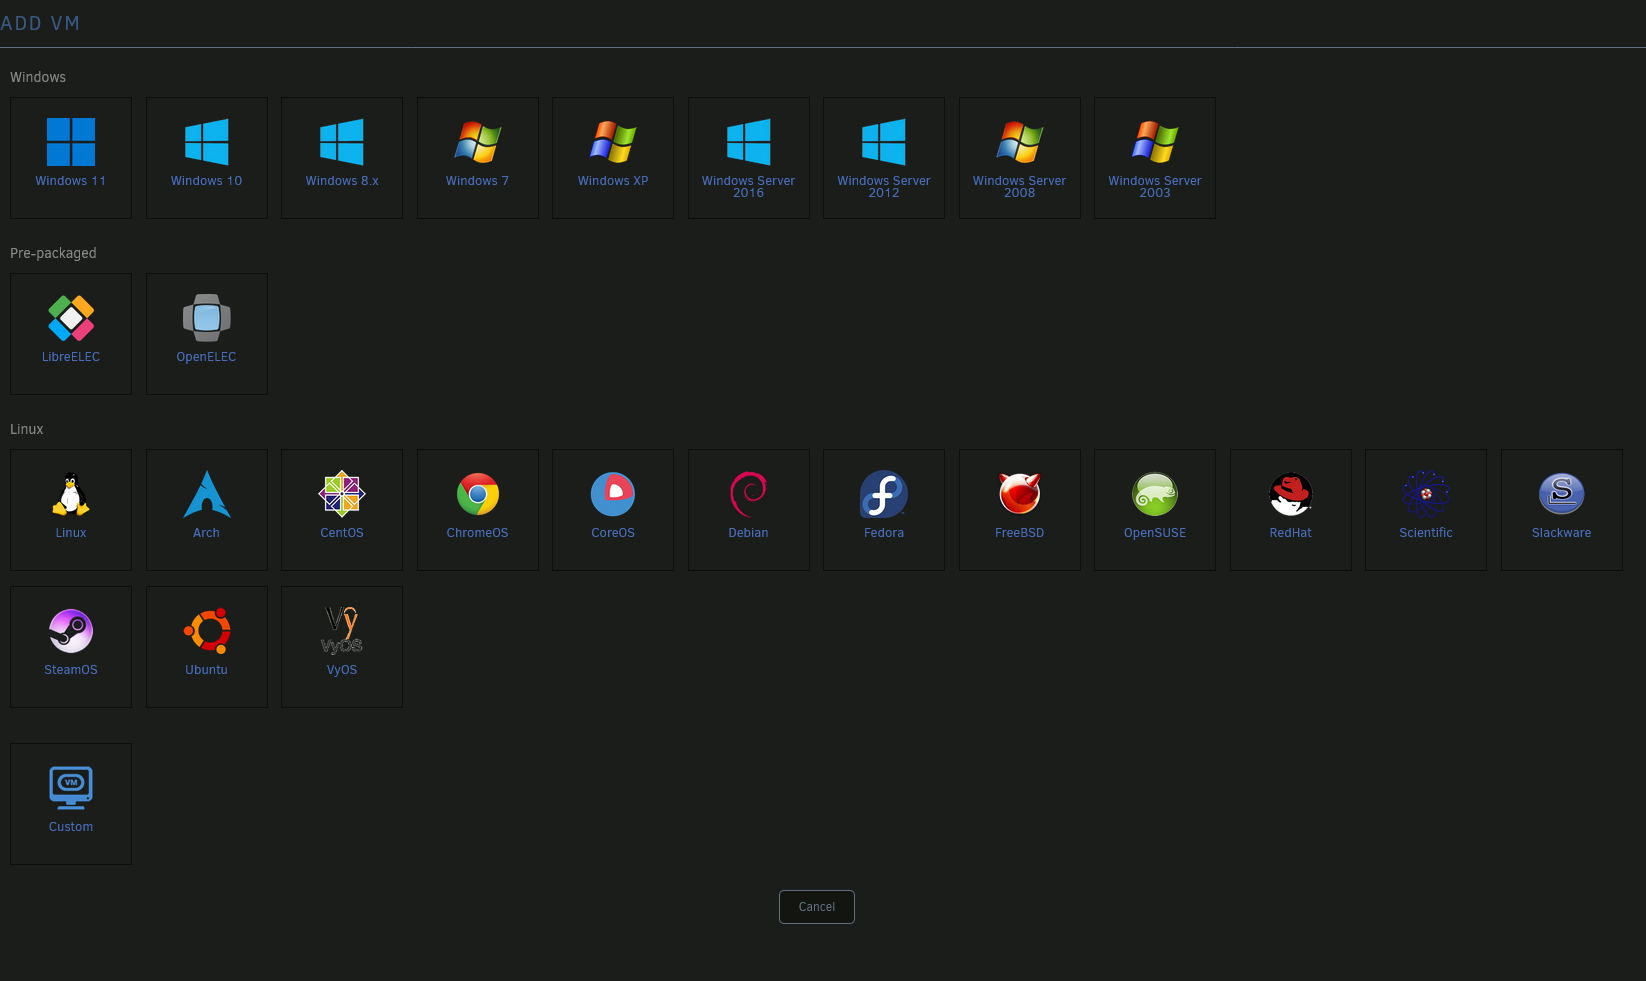 ADD VM
Windows
Windows 11
Windows 10
Windows 8.x
Windows 7
Windows XP
Windows Server
2016
Windows Server
2012
Windows Server
2008
Windows Server
2003
Pre-packaged
LibreELEC
OpenELEC
Linux
Linux
Arch
CentOS
ChromeOS
CoreOS
Debian
Fedora
FreeBSD
OpenSUSE
RedHat
Scientific
S
Slackware
SteamOS
Ubuntu
Vy
VyOS
VyOS
VM
Custom
Cancel